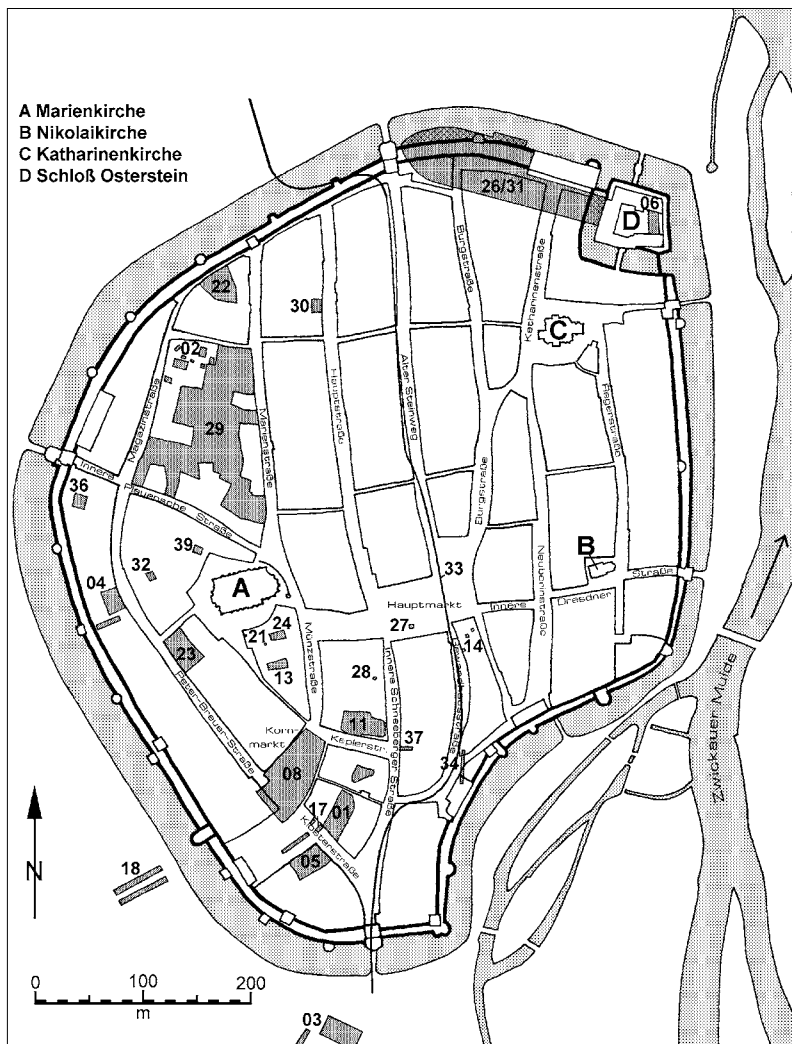 A Marienkirche
B Nikolaikirche
C Katharinenkirche
D Schloß Osterstein
26/31
06
D
22
30
Burgstraße
Katharinenstraße
C
02
Magazinstraße
Hauptstraße
Alter Steinweg
29
Marienstraße
36
Innere Plauensche Straße
Burgstraße
39
32
A
B
33
Straße
04
Hauptmarkt
Innere
Dresdner
24
27
21
14
23
13
Münzstraße
28
Peter-Breuer-Straße
Korn-
markt
11
Keplerstr.
Innere Schneeberger Straße
37
34
08
17
01
Klosterstraße
05
18
N
Zwickauer Mulde
0 100 200
m
03